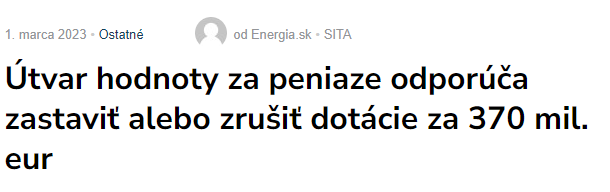 1. marca 2023 • Ostatné od Energia.sk • SITA
Útvar hodnoty za peniaze odporúča
zastaviť alebo zrušiť dotácie za 370 mil.
eur